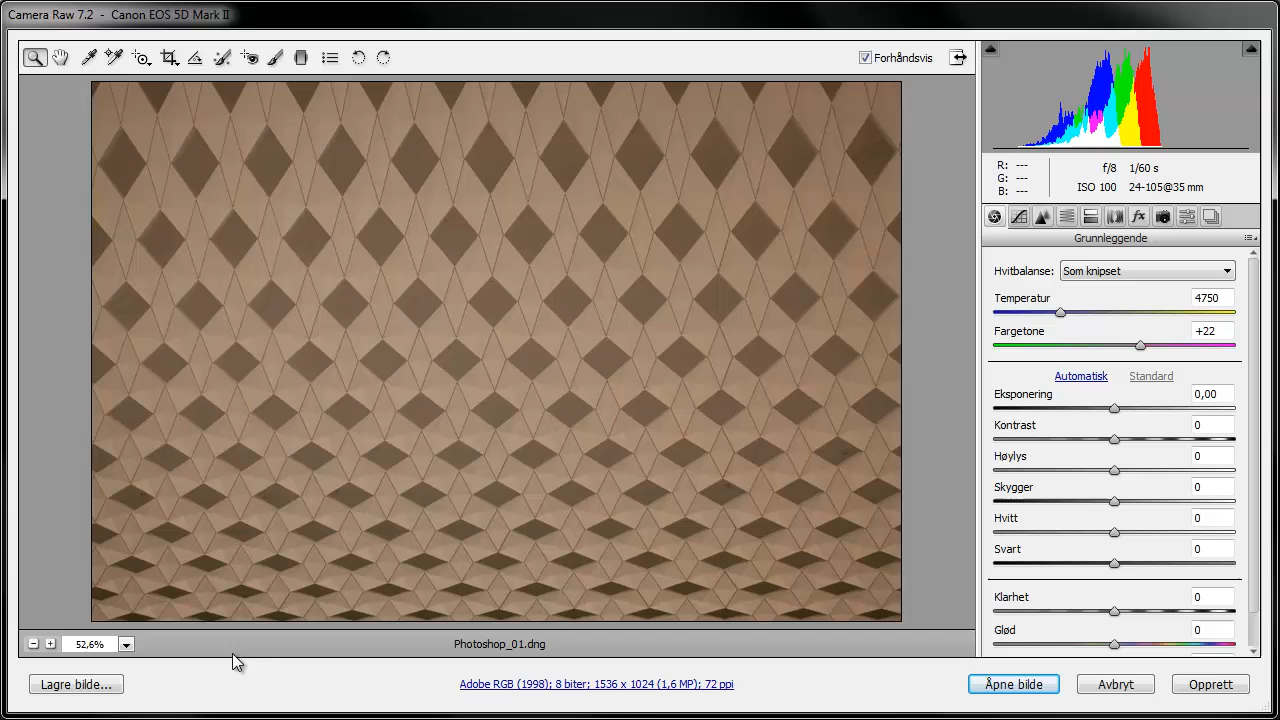 Camera Raw 7.2 - Canon EOS 5D Mark II
Forhåndsvis
R: ---
G: ---
B: ---
f/8 1/60 s
ISO 100 24-105@35 mm
Grunnleggende
Hvitbalanse: Som knipset
Temperatur 4750
Fargetone +22
Automatisk Standard
Eksponering 0,00
Kontrast 0
Høylys 0
Skygger 0
Hvitt 0
Svart 0
Klarhet 0
Glød 0
52,6% Photoshop_01.dng
Lagre bilde... Adobe RGB (1998); 8 biter; 1536 x 1024 (1,6 MP); 72 ppi Åpne bilde Avbryt Opprett